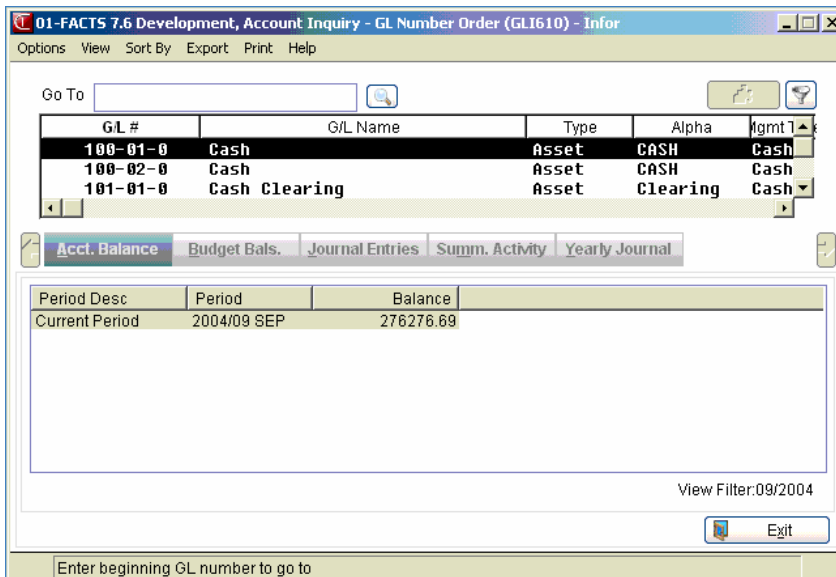 01-FACTS 7.6 Development, Account Inquiry - GL Number Order (GLI610) - Infor
Options View Sort By Export Print Help
Go To
G/L # G/L Name Type Alpha
100-01-0 Cash Asset CASH Cash
100-02-0 Cash Asset CASH Cash
101-01-0 Cash Clearing Asset Clearing Cash
Acct. Balance Budget Bals. Journal Entries Summ. Activity Yearly Journal
Period Desc Period Balance
Current Period 2004/09 SEP 276276.69
View Filter:09/2004
Exit
Enter beginning GL number to go to